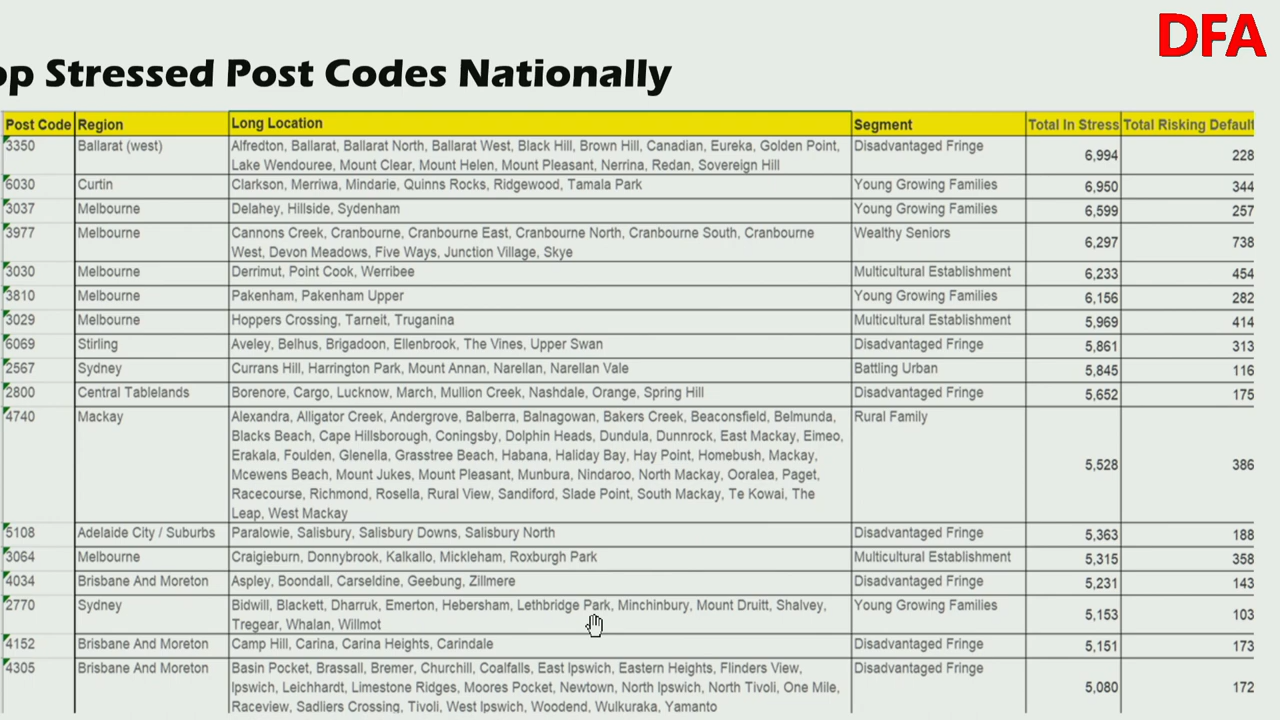 DFA
op Stressed Post Codes Nationally
Post Code Region Long Location Segment Total In Stress Total Risking Default
3350 Ballarat (west) Alfredton, Ballarat, Ballarat North, Ballarat West, Black Hill, Brown Hill, Canadian, Eureka, Golden Point, Disadvantaged Fringe 6,994 228
Lake Wendouree, Mount Clear, Mount Helen, Mount Pleasant, Nerrina, Redan, Sovereign Hill
6030 Curtin Clarkson, Merriwa, Mindarie, Quinns Rocks, Ridgewood, Tamala Park Young Growing Families 6,950 344
3037 Melbourne Delahey, Hillside, Sydenham Young Growing Families 6,599 257
3977 Melbourne Cannons Creek, Cranbourne, Cranbourne East, Cranbourne North, Cranbourne South, Cranbourne Wealthy Seniors 6,297 738
West, Devon Meadows, Five Ways, Junction Village, Skye
3030 Melbourne Derrimut, Point Cook, Werribee Multicultural Establishment 6,233 454
3810 Melbourne Pakenham, Pakenham Upper Young Growing Families 6,156 282
3029 Melbourne Hoppers Crossing, Tarneit, Truganina Multicultural Establishment 5,969 414
6069 Stirling Aveley, Belhus, Brigadoon, Ellenbrook, The Vines, Upper Swan Disadvantaged Fringe 5,861 313
2567 Sydney Currans Hill, Harrington Park, Mount Annan, Narellan, Narellan Vale Battling Urban 5,845 116
2800 Central Tablelands Borenore, Cargo, Lucknow, March, Mullion Creek, Nashdale, Orange, Spring Hill Disadvantaged Fringe 5,652 175
4740 Mackay Alexandra, Alligator Creek, Andergrove, Balberra, Balnagowan, Bakers Creek, Beaconsfield, Belmunda, Rural Family 5,528 386
Blacks Beach, Cape Hillsborough, Coningsby, Dolphin Heads, Dundula, Dunnrock, East Mackay, Eimeo,
Erakala, Foulden, Glenella, Grasstree Beach, Habana, Haliday Bay, Hay Point, Homebush, Mackay,
Mcewens Beach, Mount Jukes, Mount Pleasant, Munbura, Nindaroo, North Mackay, Ooralea, Paget,
Racecourse, Richmond, Rosella, Rural View, Sandiford, Slade Point, South Mackay, Te Kowai, The
Leap, West Mackay
5108 Adelaide City / Suburbs Paralowie, Salisbury, Salisbury Downs, Salisbury North Disadvantaged Fringe 5,363 188
3064 Melbourne Craigieburn, Donnybrook, Kalkallo, Mickleham, Roxburgh Park Multicultural Establishment 5,315 358
4034 Brisbane And Moreton Aspley, Boondall, Carseldine, Geebung, Zillmere Disadvantaged Fringe 5,231 143
2770 Sydney Bidwill, Blackett, Dharruk, Emerton, Hebersham, Lethbridge Park, Minchinbury, Mount Druitt, Shalvey, Young Growing Families 5,153 103
Tregear, Whalan, Willmot
4152 Brisbane And Moreton Camp Hill, Carina, Carina Heights, Carindale Disadvantaged Fringe 5,151 173
4305 Brisbane And Moreton Basin Pocket, Brassall, Bremer, Churchill, Coalfalls, East Ipswich, Eastern Heights, Flinders View, Disadvantaged Fringe 5,080 172
Ipswich, Leichhardt, Limestone Ridges, Moores Pocket, Newtown, North Ipswich, North Tivoli, One Mile,
Raceview, Sadliers Crossing, Tivoli, West Ipswich, Woodend, Wulkuraka, Yamanto